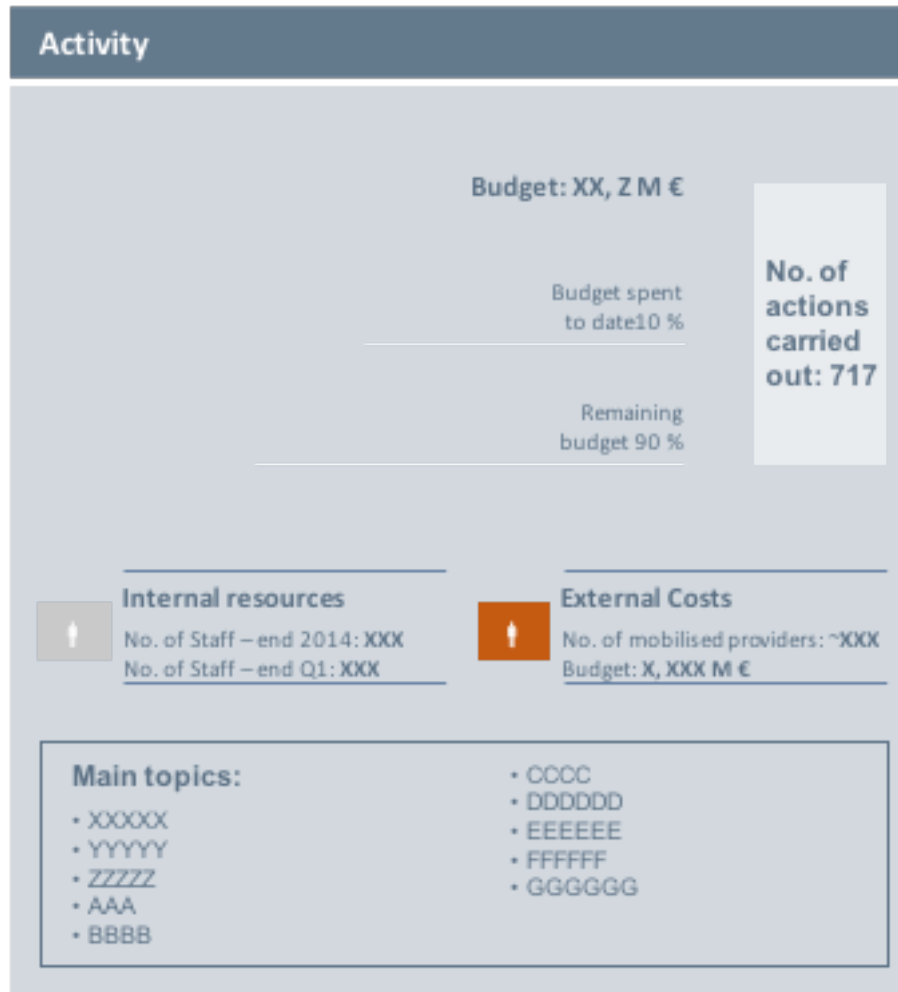 Activity
Budget: XX, Z M €
Budget spent
to date10 %
Remaining
budget 90 %
No. of
actions
carried
out: 717
Internal resources
No. of Staff – end 2014: XXX
No. of Staff – end Q1: XXX
External Costs
No. of mobilised providers: ~XXX
Budget: X, XXX M €
Main topics:
• XXXXX
• YYYYY
• ZZZZZ
• AAA
• BBBB
• CCCC
• DDDDDD
• EEEEEE
• FFFFFF
• GGGGGG